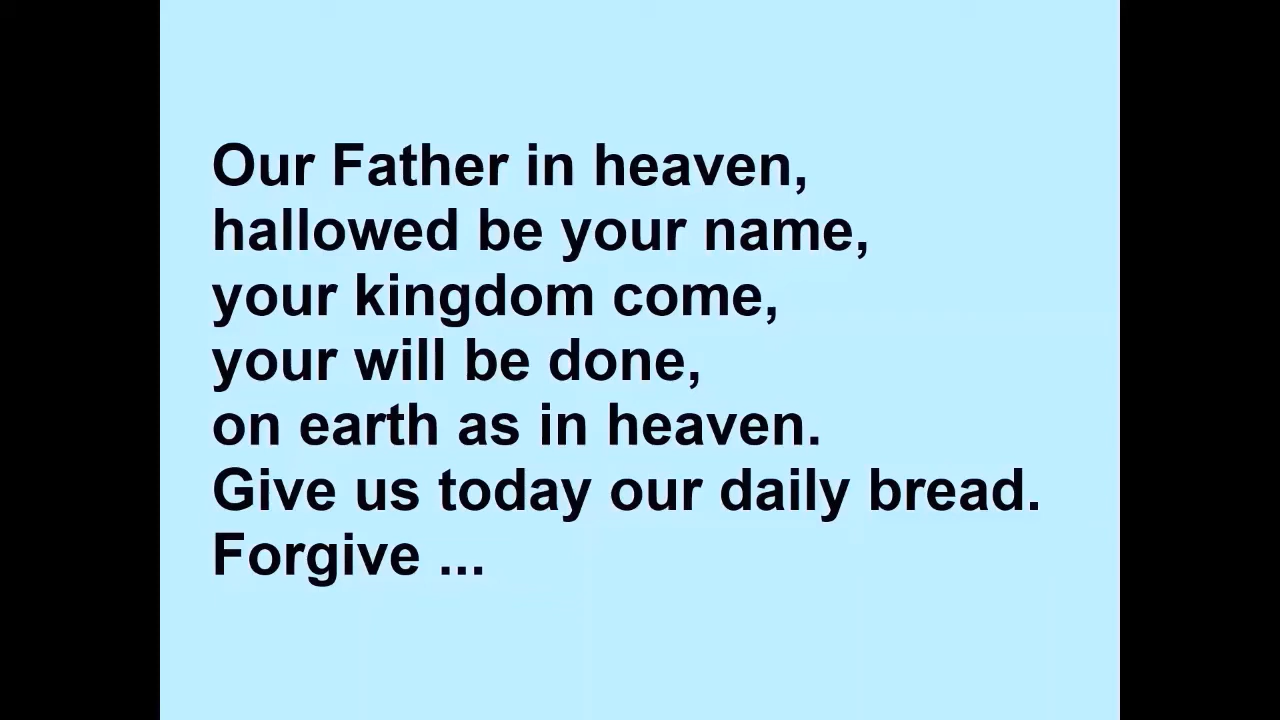 Our Father in heaven,
hallowed be your name,
your kingdom come,
your will be done,
on earth as in heaven.
Give us today our daily bread.
Forgive ...